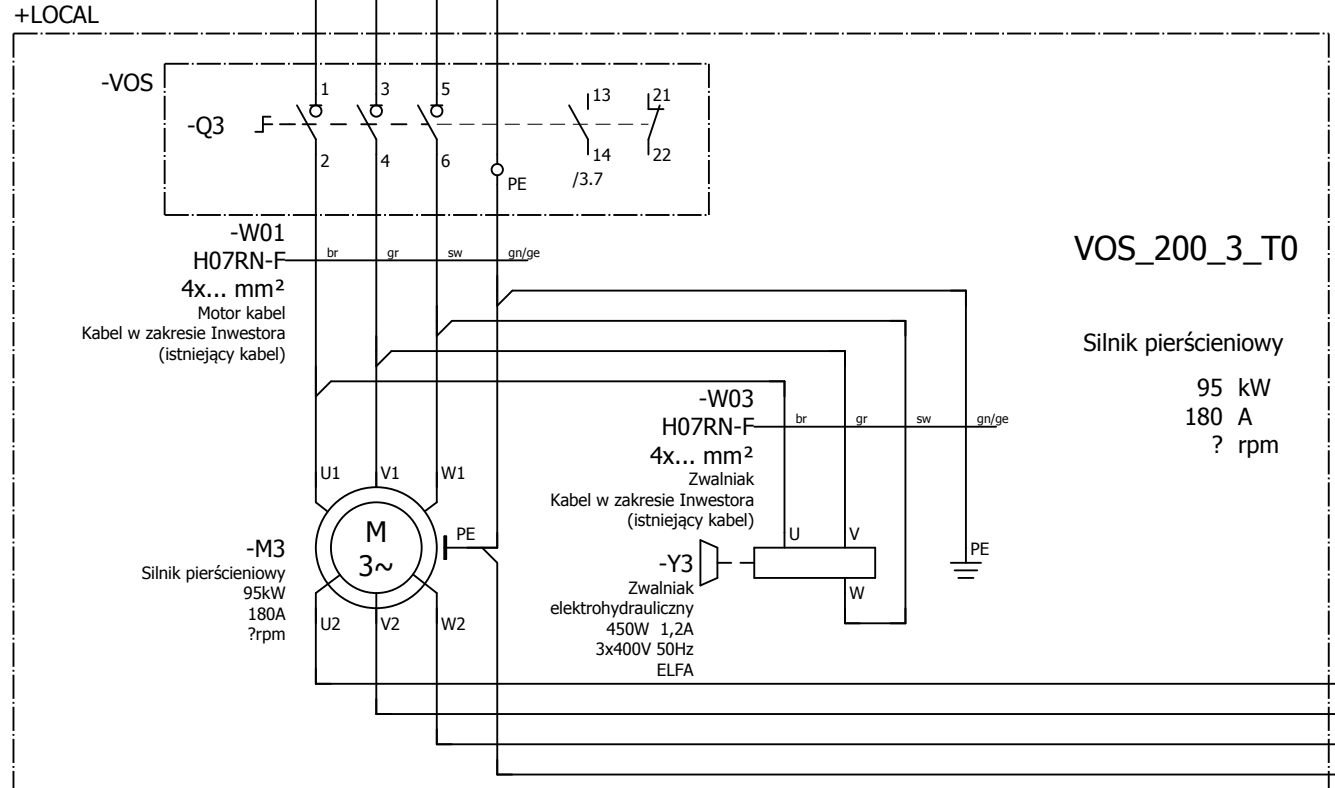 +LOCAL
-VOS
-Q3
1
3
5
13
21
2
4
6
14
22
PE
/3.7
-W01
H07RN-F
4x... mm²
Motor kabel
Kabel w zakresie Inwestora
(istniejący kabel)
br
gr
sw
gn/ge
VOS_200_3_T0
Silnik pierścieniowy
95 kW
180 A
? rpm
-W03
H07RN-F
4x... mm²
Zwalniak
Kabel w zakresie Inwestora
(istniejący kabel)
br
gr
sw
gn/ge
U1
V1
W1
M
3~
PE
-M3
Silnik pierścieniowy
95kW
180A
?rpm
U2
V2
W2
U
V
W
PE
-Y3
Zwalniak
elektrohydrauliczny
450W 1,2A
3x400V 50Hz
ELFA